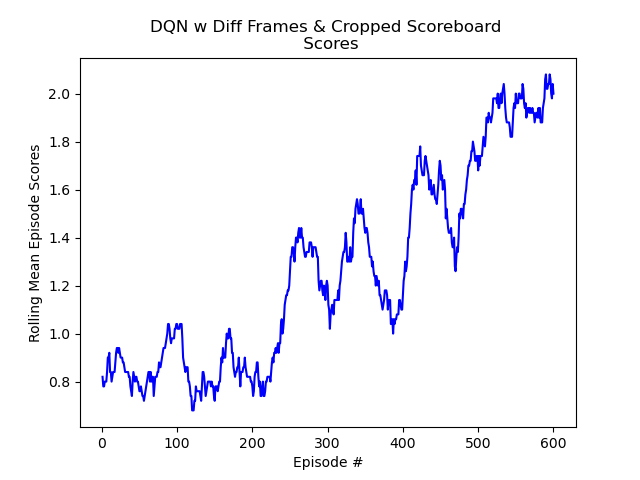 DQN w Diff Frames & Cropped Scoreboard
Scores
2.0
1.8
1.6
1.4
1.2
1.0
0.8
Rolling Mean Episode Scores
0 100 200 300 400 500 600
Episode #